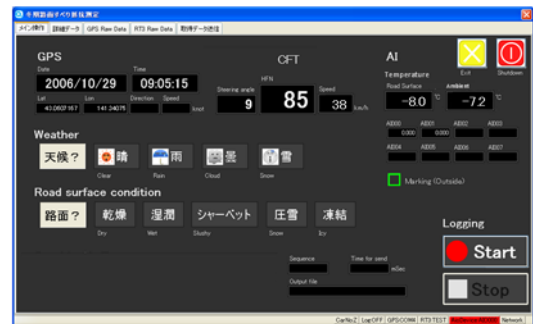 冬期路面すべり抵抗測定
メイン操作 詳細データ GPS Raw Data RT3 Raw Data 取得データ送信
GPS CFT AI
Date Time
2006/10/29 09:05:15
HFN
Steering angle Speed
9 85 38 km/h
Lat Lon Direction Speed
43.0607167 141.34075 knot
Exit Shutdown
Temperature
Road Surface Ambient
-8.0 °C -7.2 °C
AI000 AI001 AI002 AI003
0.000 0.000
AI004 AI005 AI006 AI007
Marking (Outside)
Weather
天候? 晴 雨 曇 雪
Clear Rain Cloud Snow
Road surface condition
路面? 乾燥 湿潤 シャーベット 圧雪 凍結
Dry Wet Slushy Snow Icy
Logging
Start
Stop
Sequence Time for send
mSec
Output file
CarNo:2 LogOFF GPS:COM4 RT3:TEST Network